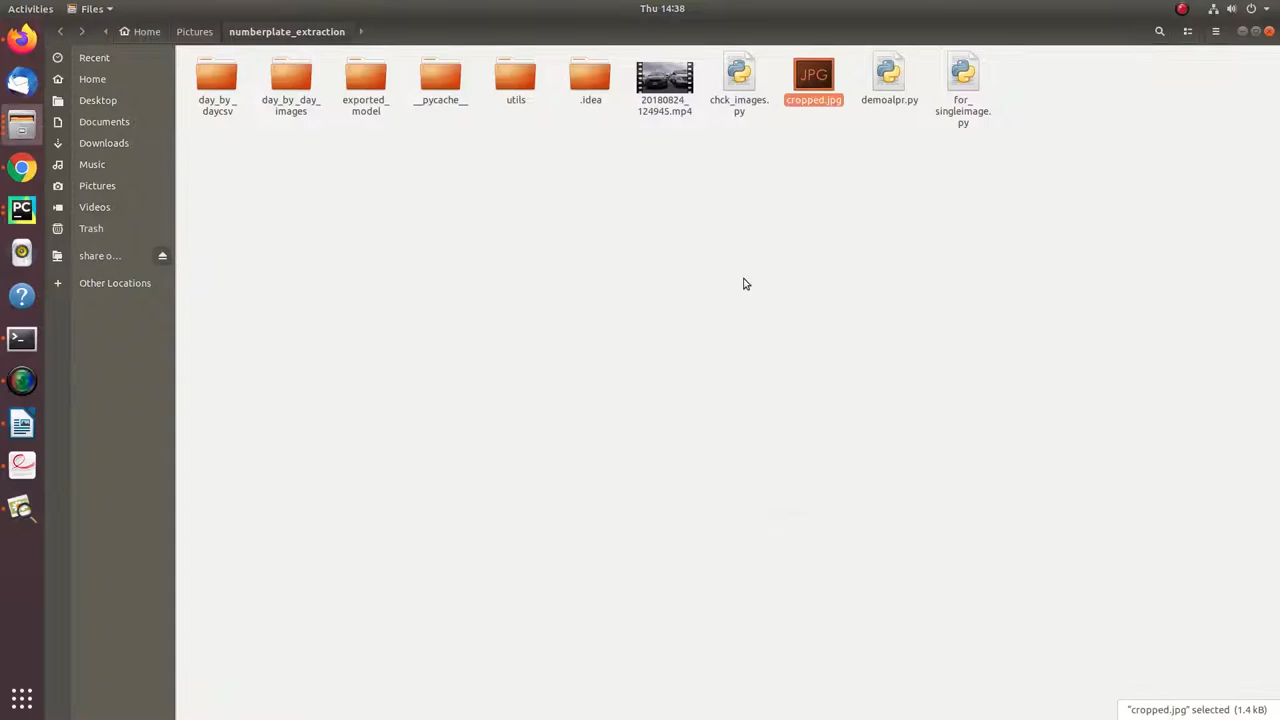 Activities
Files
Thu 14:38
Home
Pictures
numberplate_extraction
Recent
Home
Desktop
Documents
Downloads
Music
Pictures
Videos
Trash
share o...
Other Locations
day_by_
daycsv
day_by_day_
images
exported_
model
__pycache__
utils
.idea
20180824_
124945.mp4
chck_images.
py
JPG
cropped.jpg
demoalpr.py
for_
singleimage.
py
PC
?
>_
"cropped.jpg" selected (1.4 kB)